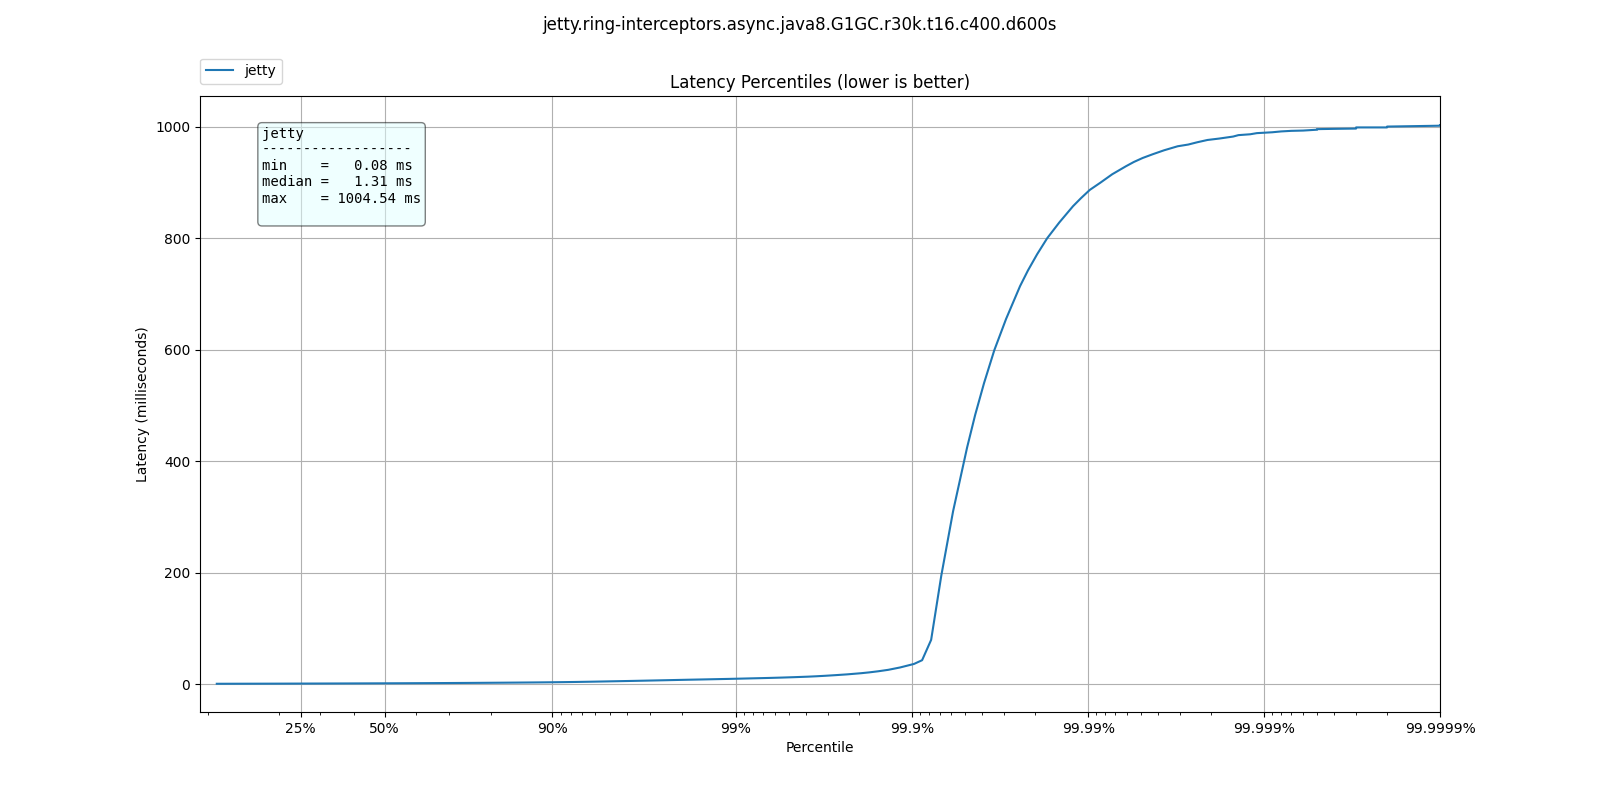 jetty.ring-interceptors.async.java8.G1GC.r30k.t16.c400.d600s
jetty
Latency Percentiles (lower is better)
jetty
------------------
min    =   0.08 ms
median =   1.31 ms
max    = 1004.54 ms
1000
800
600
400
200
0
Latency (milliseconds)
25% 50% 90% 99% 99.9% 99.99% 99.999% 99.9999%
Percentile